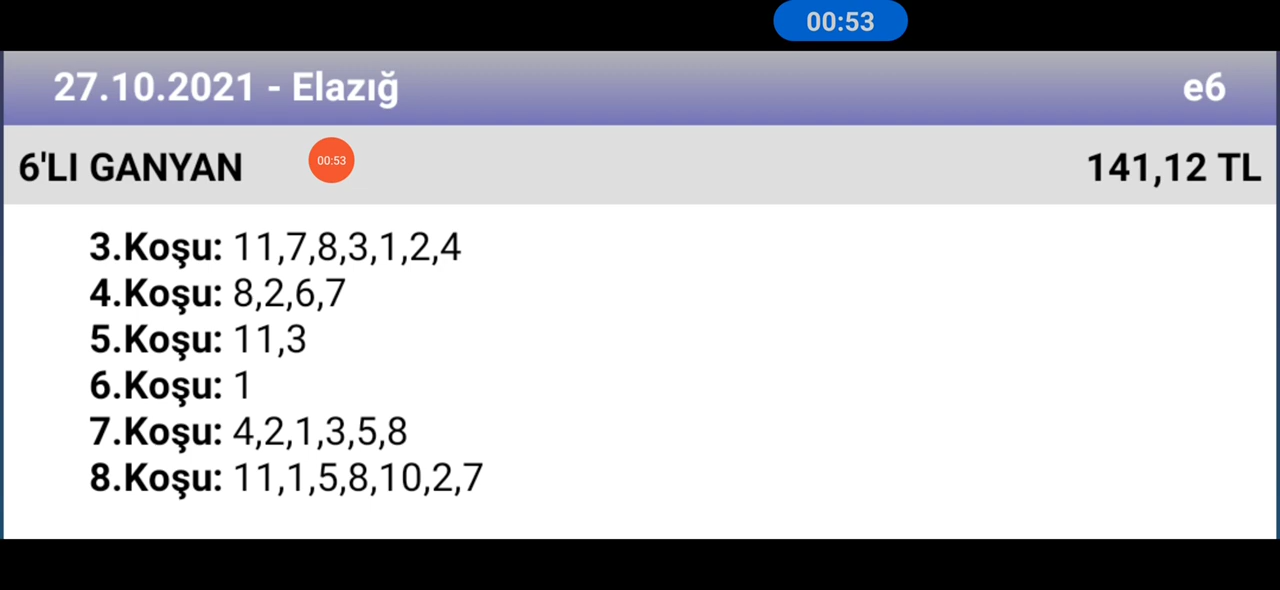 00:53
27.10.2021 - Elazığ e6
6'LI GANYAN 00:53 141,12 TL
3.Koşu: 11,7,8,3,1,2,4
4.Koşu: 8,2,6,7
5.Koşu: 11,3
6.Koşu: 1
7.Koşu: 4,2,1,3,5,8
8.Koşu: 11,1,5,8,10,2,7